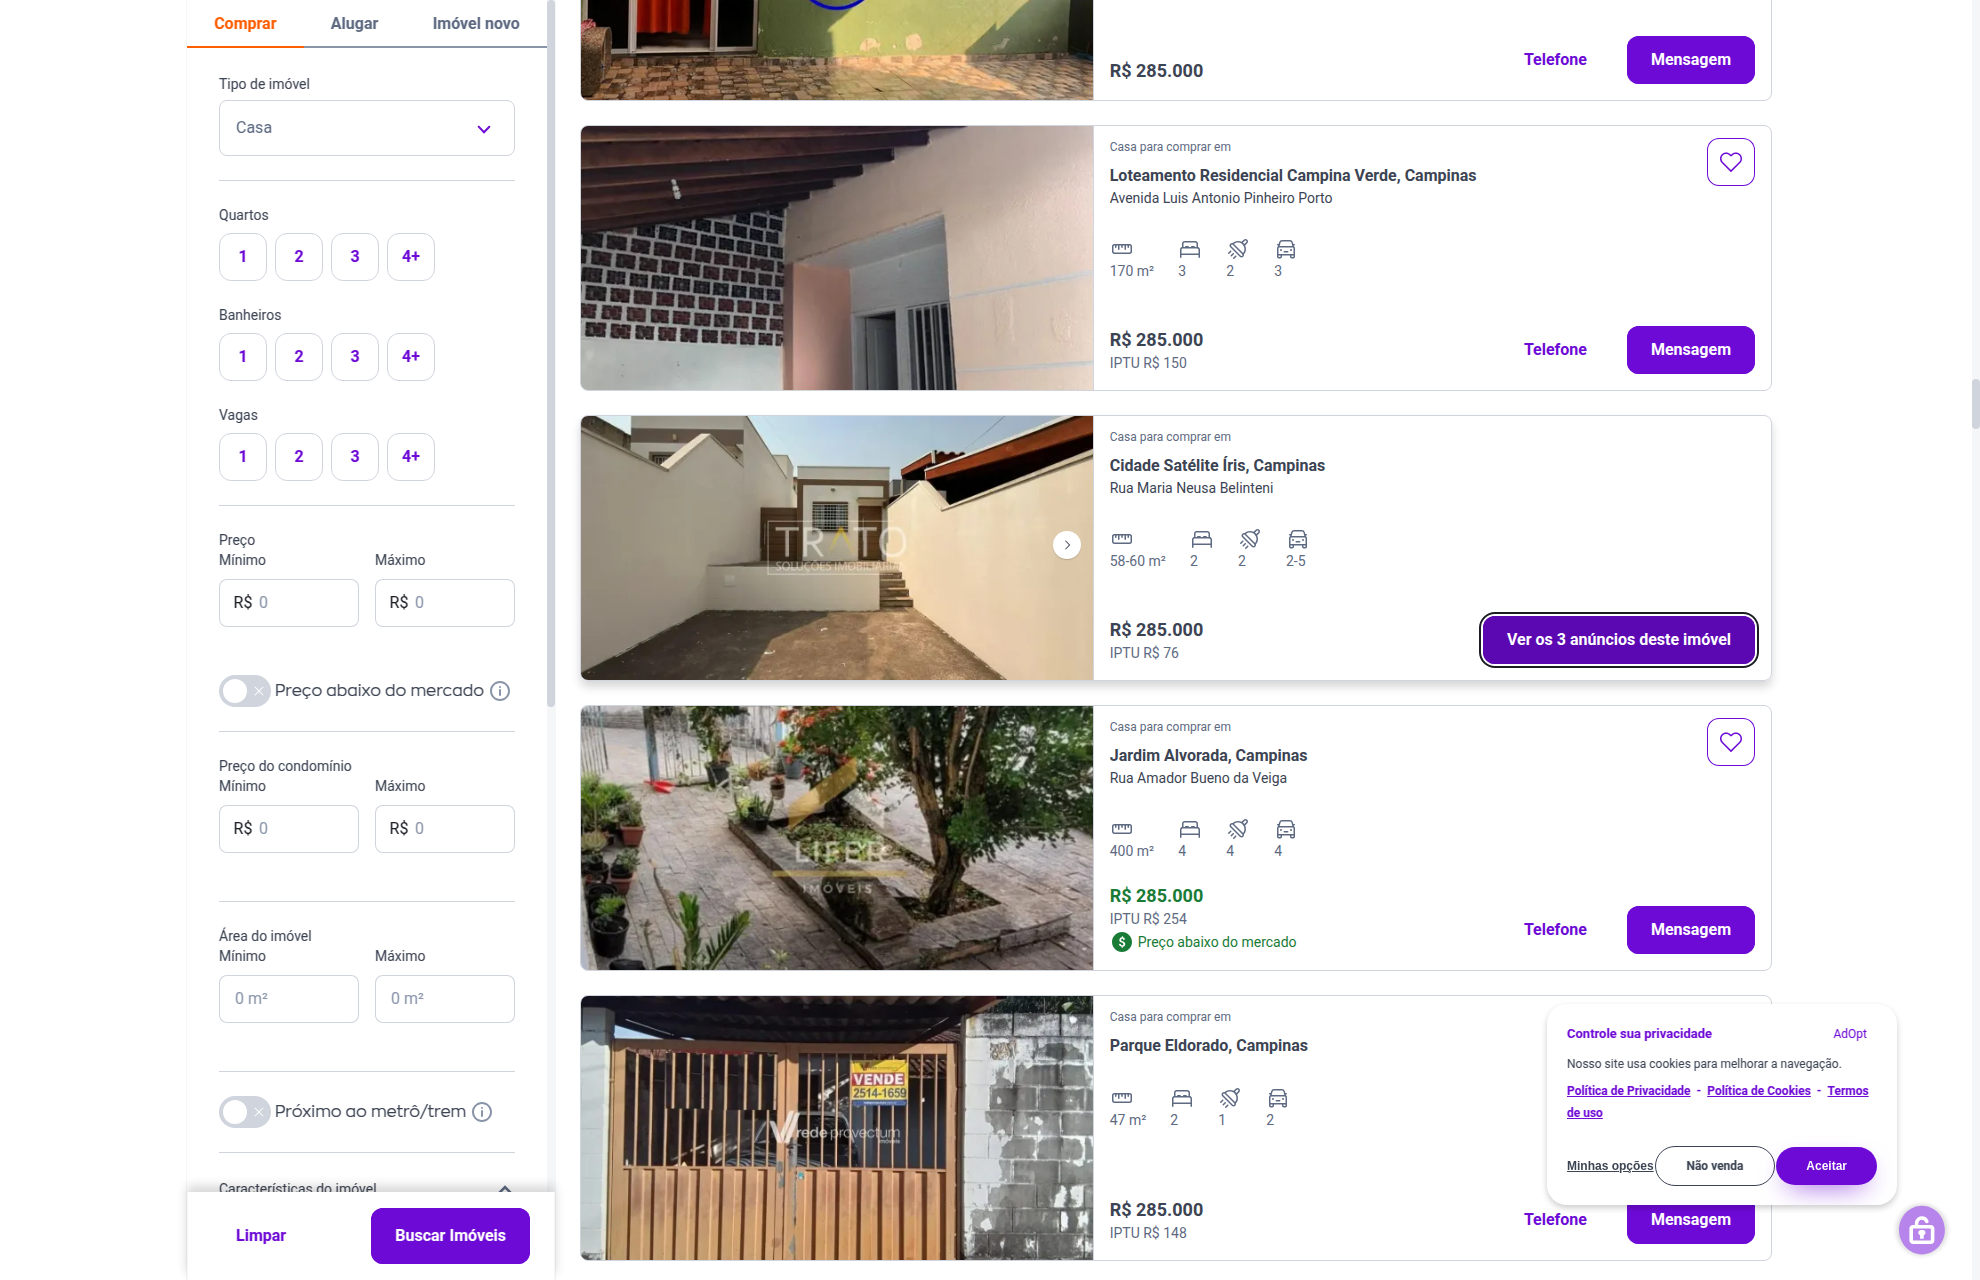 Comprar
Alugar
Imóvel novo
Tipo de imóvel
Casa
Quartos
1
2
3
4+
Banheiros
1
2
3
4+
Vagas
1
2
3
4+
Preço
Mínimo
Máximo
R$ 0
R$ 0
Preço abaixo do mercado
Preço do condomínio
Mínimo
Máximo
R$ 0
R$ 0
Área do imóvel
Mínimo
Máximo
0 m²
0 m²
Próximo ao metrô/trem
Características do imóvel
Limpar
Buscar Imóveis
R$ 285.000
Telefone
Mensagem
Casa para comprar em
Loteamento Residencial Campina Verde, Campinas
Avenida Luis Antonio Pinheiro Porto
170 m²
3
2
3
R$ 285.000
IPTU R$ 150
Telefone
Mensagem
TRATO
SOLUÇÕES IMOBILIÁRIAS
Casa para comprar em
Cidade Satélite Íris, Campinas
Rua Maria Neusa Belinteni
58-60 m²
2
2
2-5
R$ 285.000
IPTU R$ 76
Ver os 3 anúncios deste imóvel
LIFER
IMÓVEIS
Casa para comprar em
Jardim Alvorada, Campinas
Rua Amador Bueno da Veiga
400 m²
4
4
4
R$ 285.000
IPTU R$ 254
$ Preço abaixo do mercado
Telefone
Mensagem
VENDE
2514-1659
rede provectum
imóveis
Casa para comprar em
Parque Eldorado, Campinas
47 m²
2
1
2
R$ 285.000
IPTU R$ 148
Telefone
Mensagem
Controle sua privacidade
AdOpt
Nosso site usa cookies para melhorar a navegação.
Política de Privacidade - Política de Cookies - Termos
de uso
Minhas opções
Não venda
Aceitar